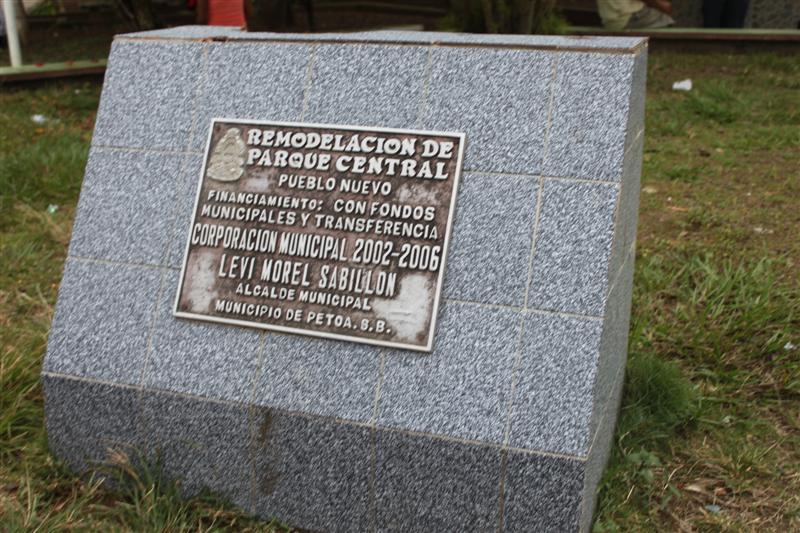 REMODELACION DE
PARQUE CENTRAL
PUEBLO NUEVO
FINANCIAMIENTO: CON FONDOS
MUNICIPALES Y TRANSFERENCIA
CORPORACION MUNICIPAL 2002-2006
LEVI MOREL SABILLON
ALCALDE MUNICIPAL
MUNICIPIO DE PETOA. S.B.